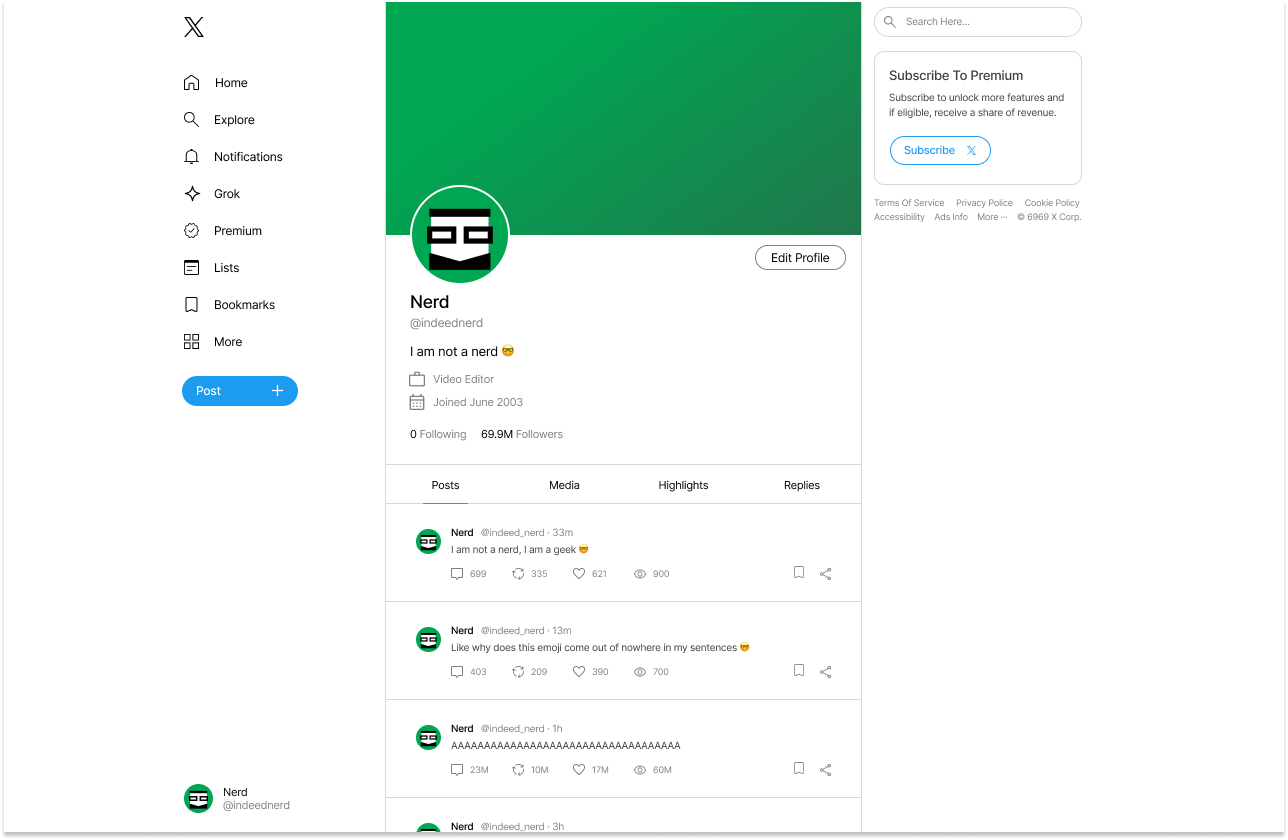 Home
Explore
Notifications
Grok
Premium
Lists
Bookmarks
More
Post
Nerd
@indeednerd
Edit Profile
Nerd
@indeednerd
I am not a nerd 🤓
Video Editor
Joined June 2003
0 Following 69.9M Followers
Posts Media Highlights Replies
Nerd @indeed_nerd · 33m
I am not a nerd, I am a geek 🤓
699 335 621 900
Nerd @indeed_nerd · 13m
Like why does this emoji come out of nowhere in my sentences 🤓
403 209 390 700
Nerd @indeed_nerd · 1h
AAAAAAAAAAAAAAAAAAAAAAAAAAAAAAAAAAA
23M 10M 17M 60M
Nerd @indeed_nerd · 3h
Search Here...
Subscribe To Premium
Subscribe to unlock more features and
if eligible, receive a share of revenue.
Subscribe
Terms Of Service Privacy Police Cookie Policy
Accessibility Ads Info More ··· © 6969 X Corp.